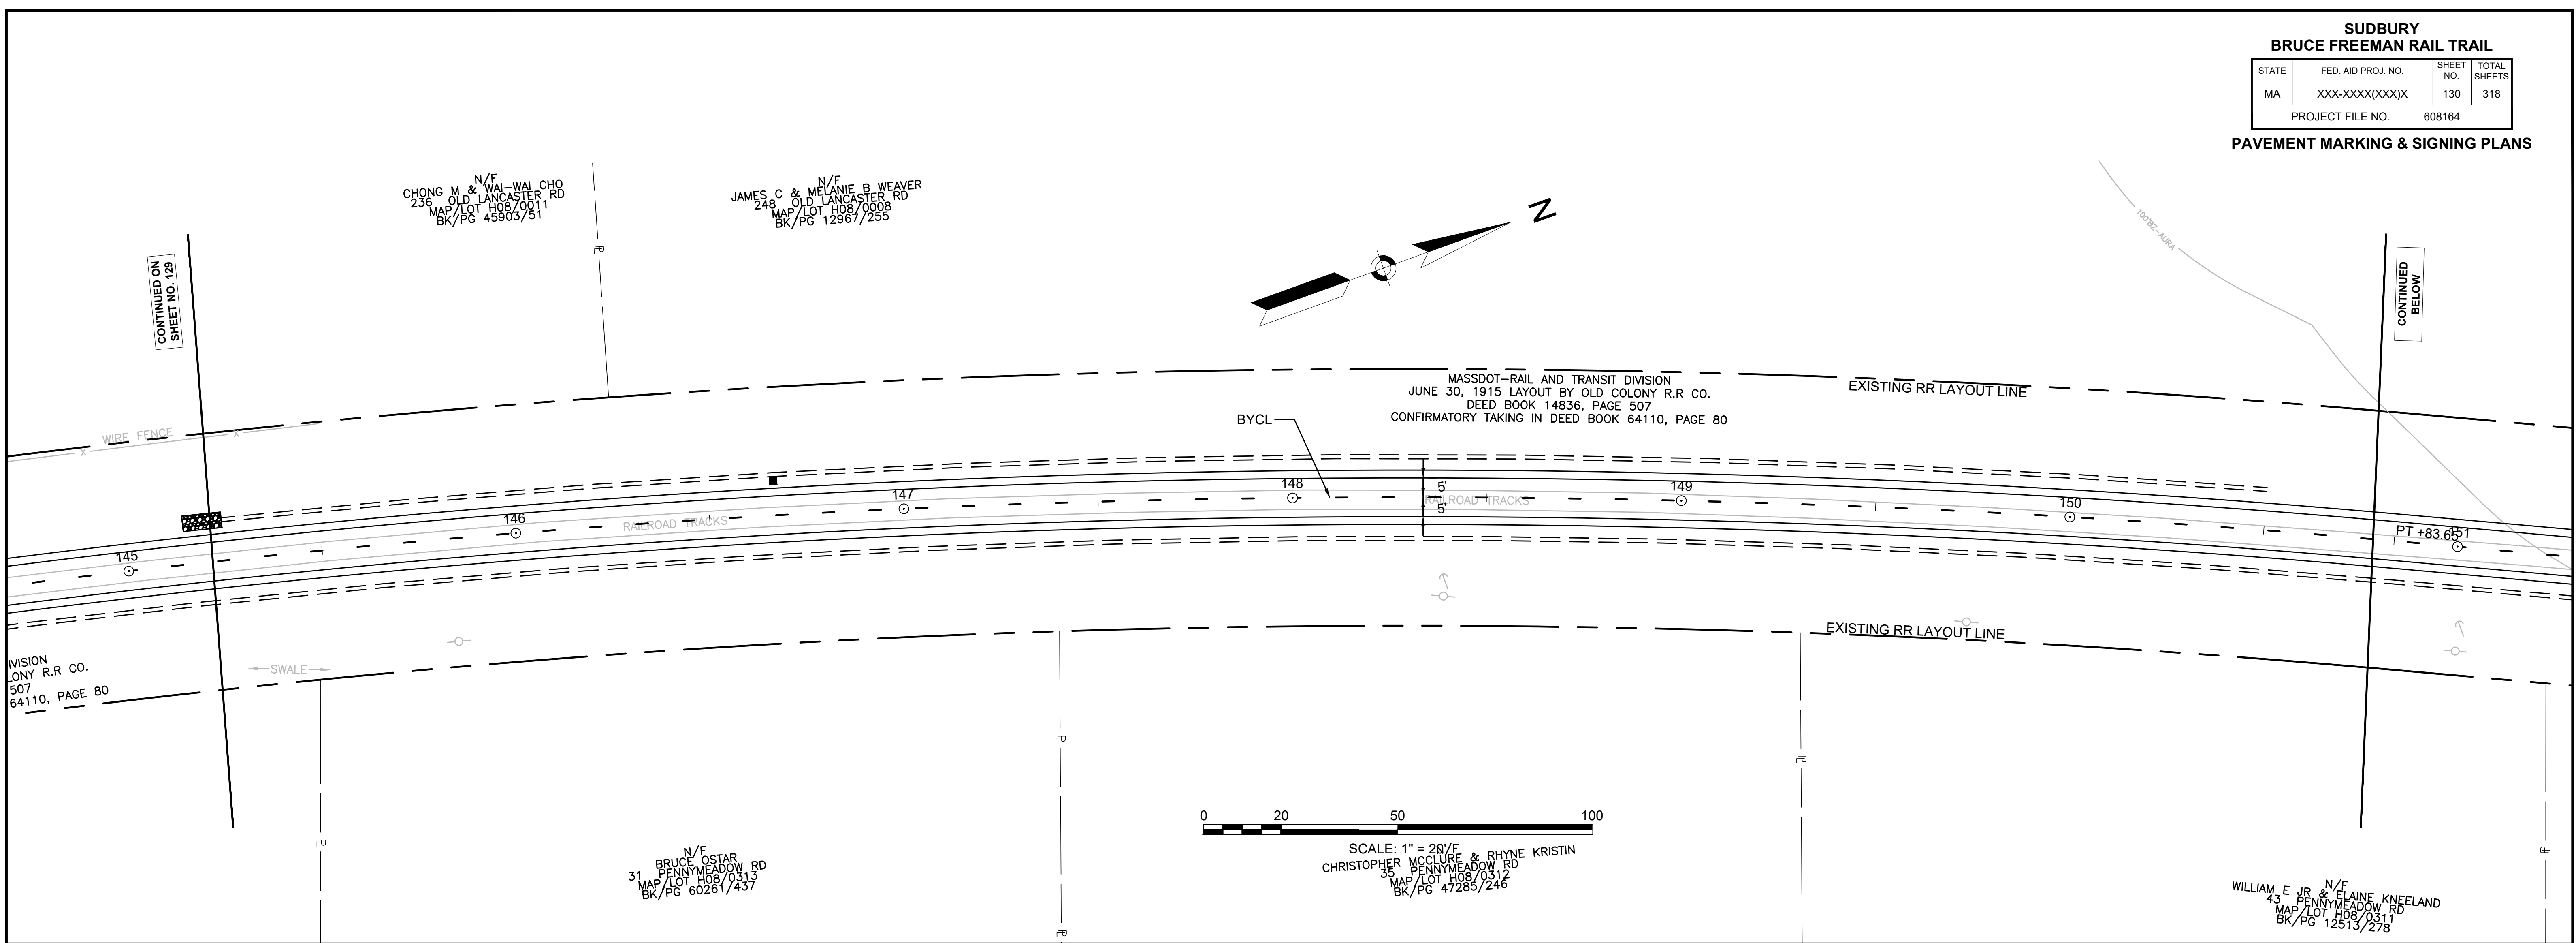 SUDBURY
BRUCE FREEMAN RAIL TRAIL
STATE FED. AID PROJ. NO. SHEET NO. TOTAL SHEETS
MA XXX-XXXX(XXX)X 130 318
PROJECT FILE NO. 608164
PAVEMENT MARKING & SIGNING PLANS
N/F
CHONG M & WAI-WAI CHO
236 OLD LANCASTER RD
MAP/LOT H08/0011
BK/PG 45903/51
N/F
JAMES C & MELANIE B WEAVER
248 OLD LANCASTER RD
MAP/LOT H08/0008
BK/PG 12967/255
PL
N
100'BZ-AURA
CONTINUED ON
SHEET NO. 129
CONTINUED
BELOW
MASSDOT-RAIL AND TRANSIT DIVISION
JUNE 30, 1915 LAYOUT BY OLD COLONY R.R CO.
DEED BOOK 14836, PAGE 507
CONFIRMATORY TAKING IN DEED BOOK 64110, PAGE 80
EXISTING RR LAYOUT LINE
BYCL
WIRE FENCE
X
X
145
146
147
148
149
150
151
PT +83.65
RAILROAD TRACKS
RAILROAD TRACKS
5'
5'
EXISTING RR LAYOUT LINE
SWALE
IVISION
LONY R.R CO.
507
64110, PAGE 80
PL
PL
PL
PL
PL
0 20 50 100
SCALE: 1" = 20'
N/F
BRUCE OSTAR
31 PENNYMEADOW RD
MAP/LOT H08/0313
BK/PG 60261/437
N/F
CHRISTOPHER MCCLURE & RHYNE KRISTIN
35 PENNYMEADOW RD
MAP/LOT H08/0312
BK/PG 47285/246
N/F
WILLIAM E JR & ELAINE KNEELAND
43 PENNYMEADOW RD
MAP/LOT H08/0311
BK/PG 12513/278